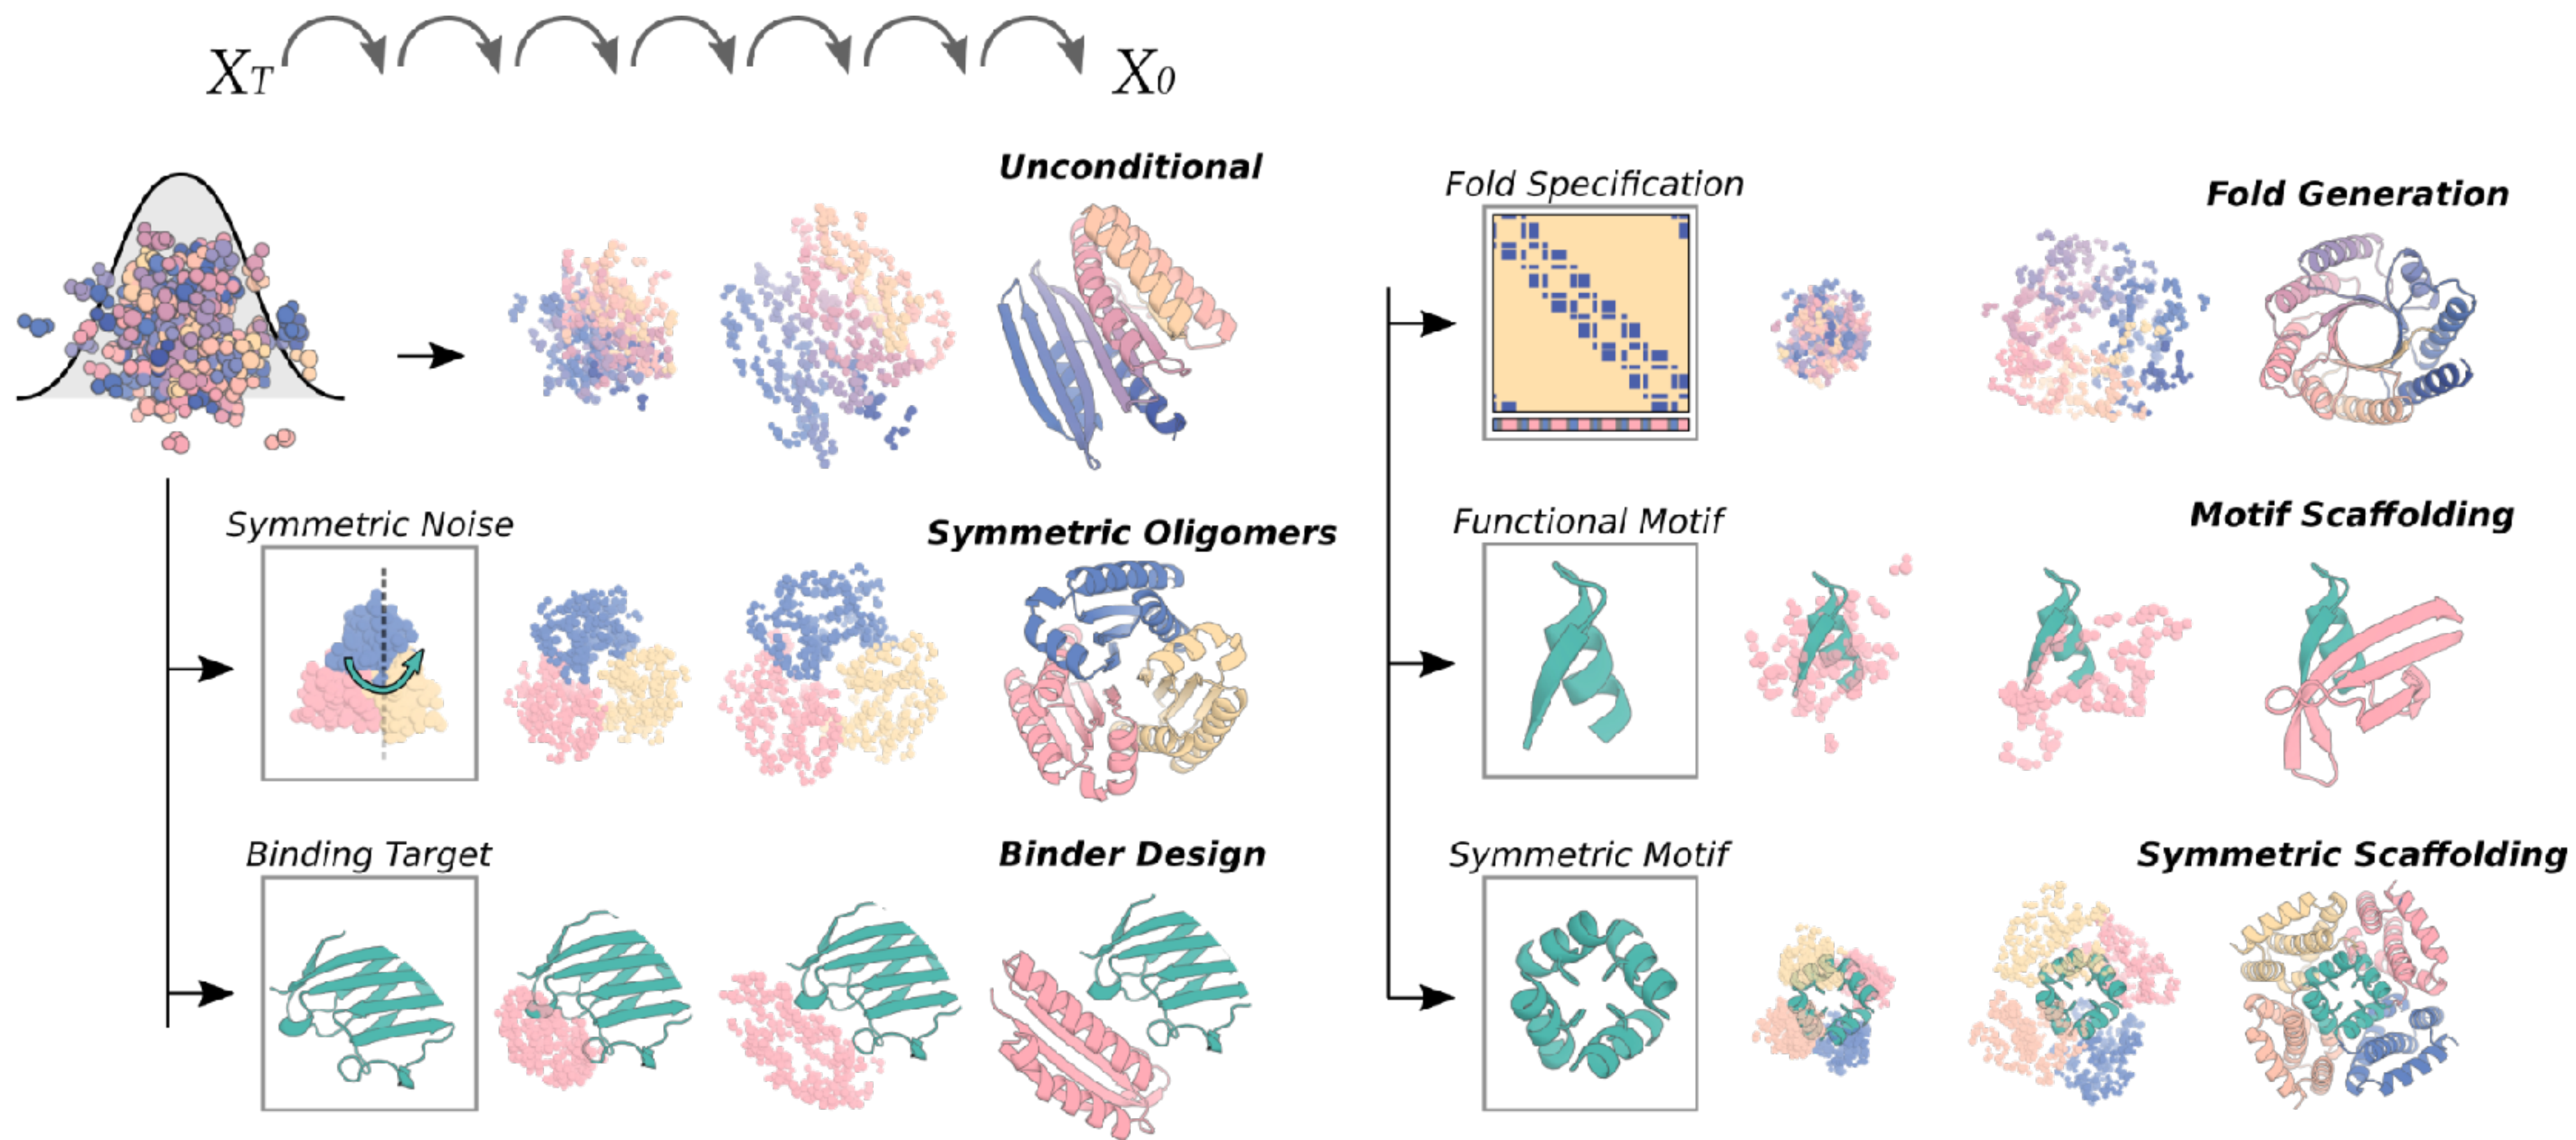 XT X0
Unconditional
Symmetric Noise
Symmetric Oligomers
Binding Target
Binder Design
Fold Specification
Fold Generation
Functional Motif
Motif Scaffolding
Symmetric Motif
Symmetric Scaffolding